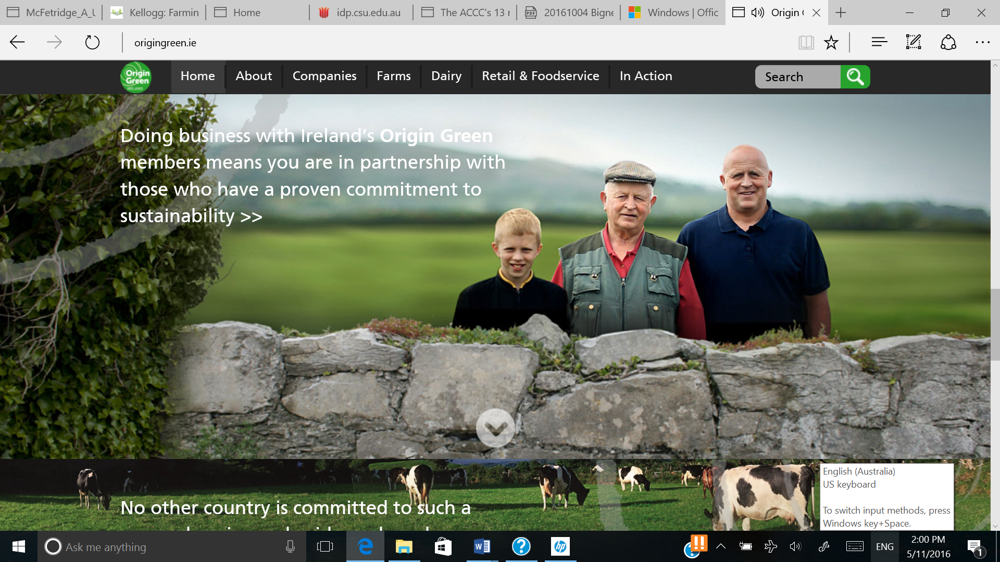 McFetridge_A_U
Kellogg: Farmin
Home
idp.csu.edu.au
The ACCC's 13 r
20161004 Bigne
Windows | Offic
Origin
origingreen.ie
Origin
Green
IRELAND
Home
About
Companies
Farms
Dairy
Retail & Foodservice
In Action
Search
Doing business with Ireland’s Origin Green
members means you are in partnership with
those who have a proven commitment to
sustainability >>
No other country is committed to such a
English (Australia)
US keyboard
To switch input methods, press
Windows key+Space.
Ask me anything
ENG
2:00 PM
5/11/2016
1